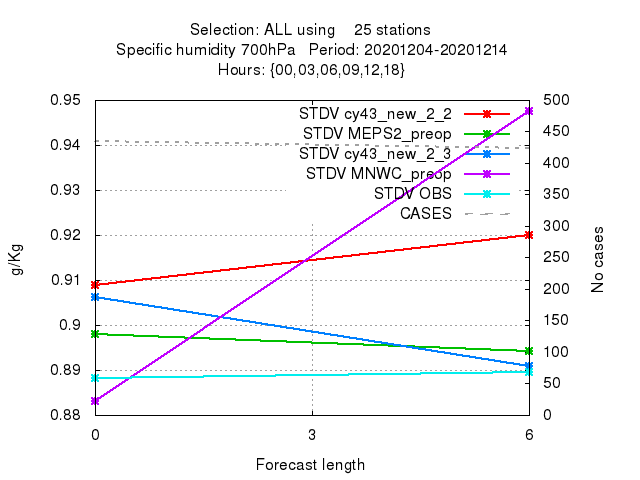 Selection: ALL using    25 stations
Specific humidity 700hPa   Period: 20201204-20201214
Hours: {00,03,06,09,12,18}
0.95
0.94
0.93
0.92
0.91
0.9
0.89
0.88
g/Kg
STDV cy43_new_2_2
STDV MEPS2_preop
STDV cy43_new_2_3
STDV MNWC_preop
STDV OBS
CASES
500
450
400
350
300
250
200
150
100
50
0
No cases
0 3 6
Forecast length